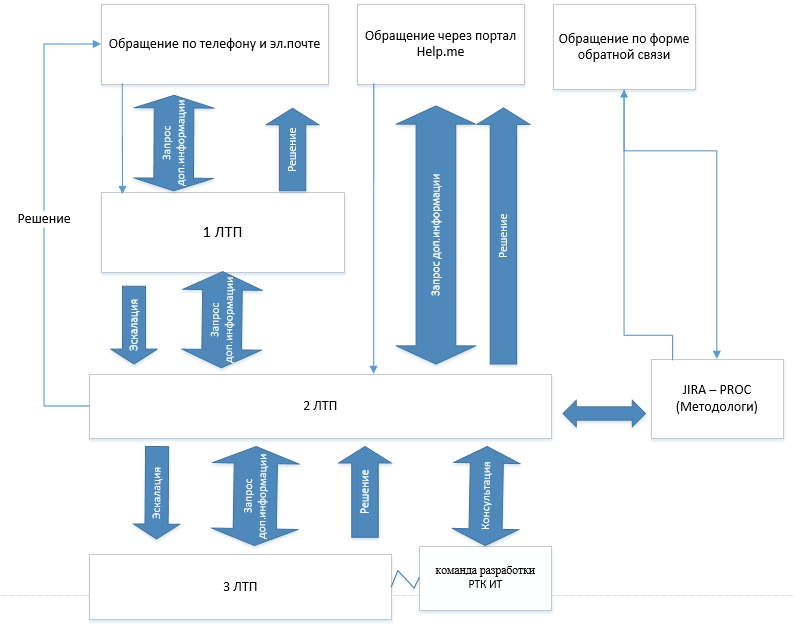 Обращение по телефону и эл.почте
Обращение через портал
Help.me
Обращение по форме
обратной связи
Запрос
доп.информации
Решение
Запрос доп.информации
Решение
Решение
1 ЛТП
Эскалация
Запрос
доп.информации
2 ЛТП
JIRA – PROC
(Методологи)
Эскалация
Запрос
доп.информации
Решение
Консультация
3 ЛТП
команда разработки
РТК ИТ